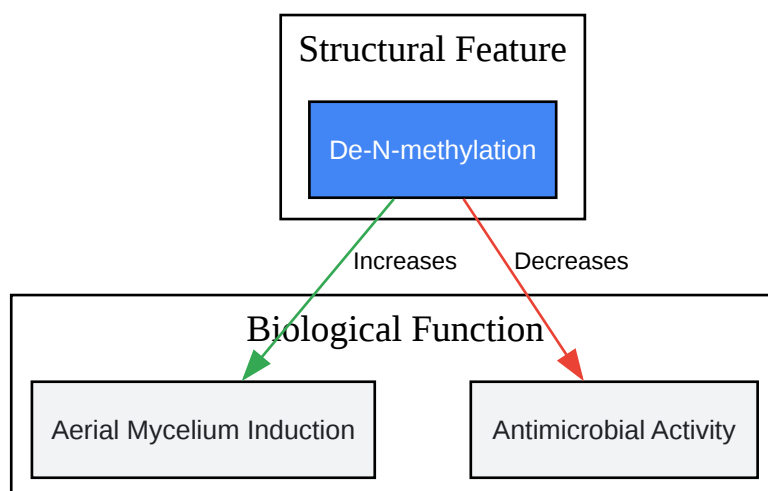 Structural Feature
De-N-methylation
Increases
Decreases
Biological Function
Aerial Mycelium Induction
Antimicrobial Activity